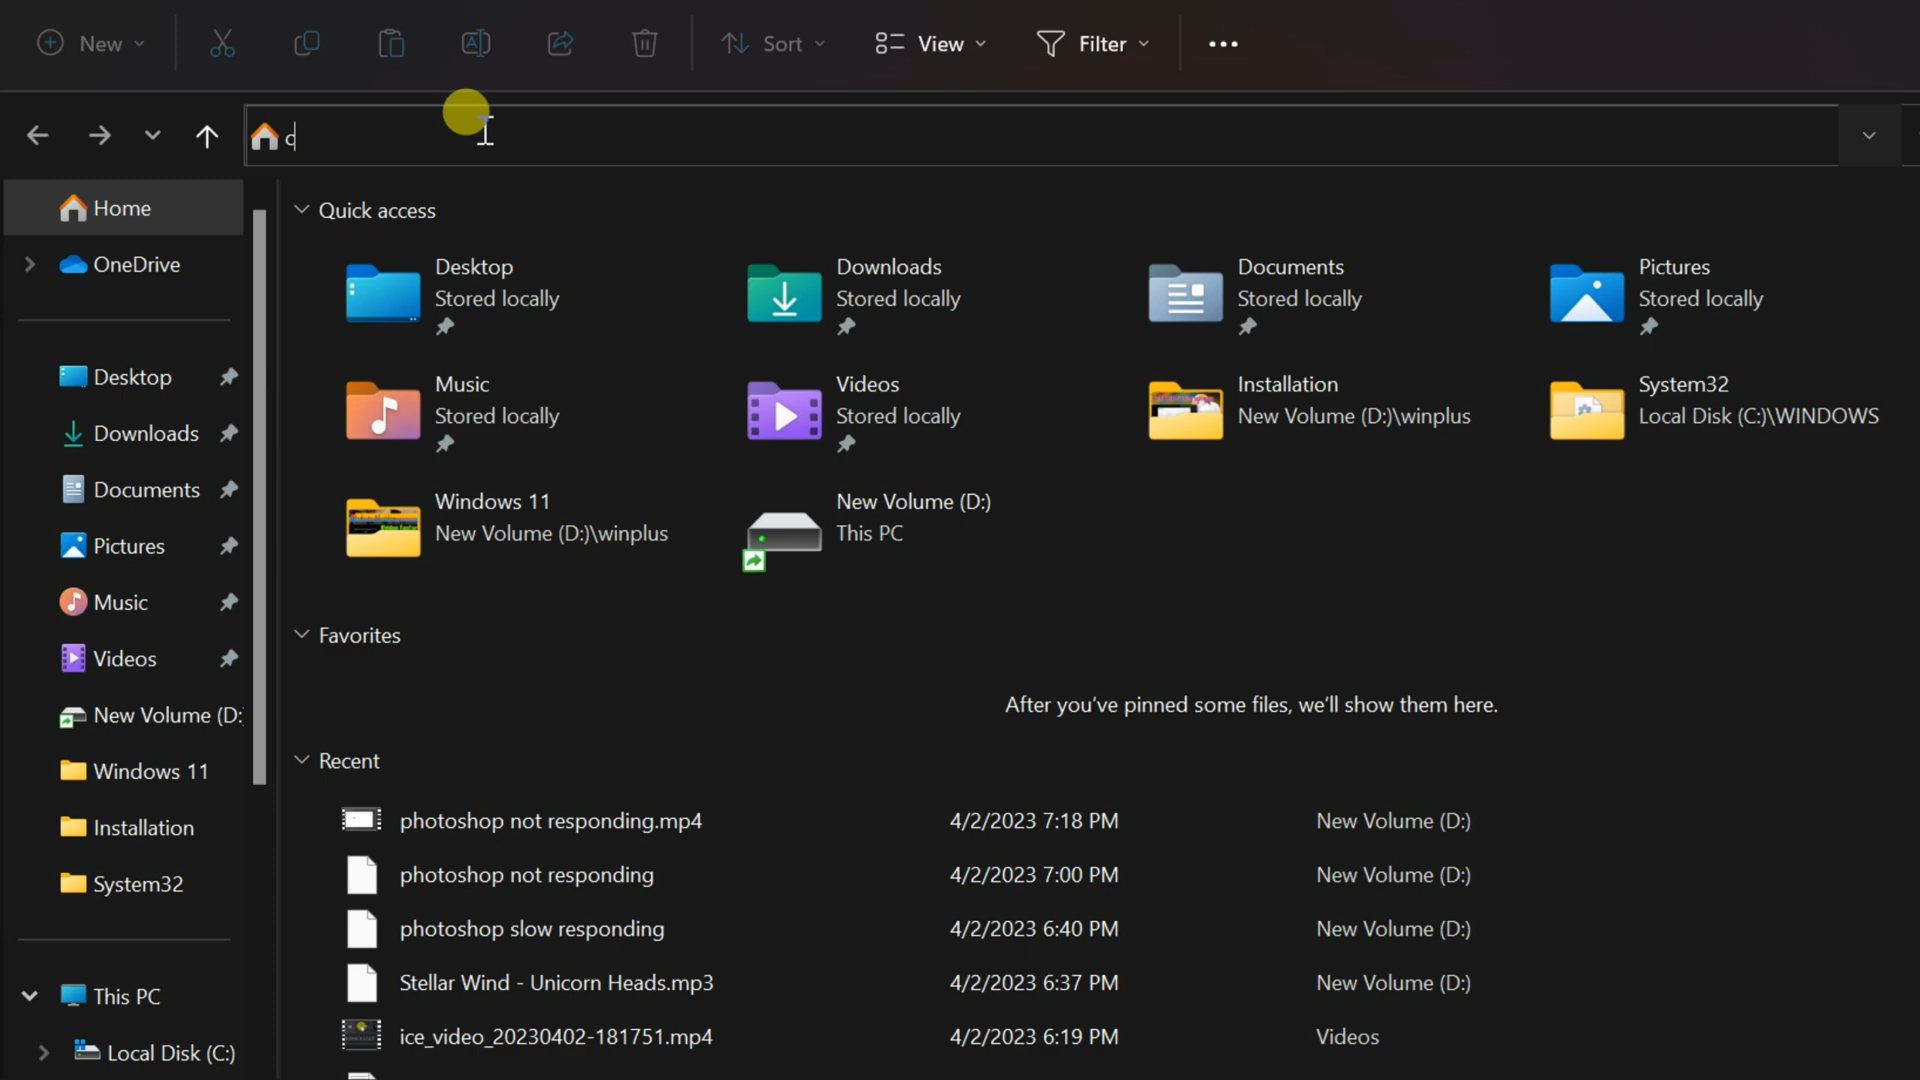 New
Sort
View
Filter
c
Home
OneDrive
Desktop
Downloads
Documents
Pictures
Music
Videos
New Volume (D:
Windows 11
Installation
System32
This PC
Local Disk (C:)
Quick access
Desktop
Stored locally
Downloads
Stored locally
Documents
Stored locally
Pictures
Stored locally
Music
Stored locally
Videos
Stored locally
Installation
New Volume (D:)\winplus
System32
Local Disk (C:)\WINDOWS
Windows 11
New Volume (D:)\winplus
New Volume (D:)
This PC
Favorites
After you've pinned some files, we'll show them here.
Recent
photoshop not responding.mp4 4/2/2023 7:18 PM New Volume (D:)
photoshop not responding 4/2/2023 7:00 PM New Volume (D:)
photoshop slow responding 4/2/2023 6:40 PM New Volume (D:)
Stellar Wind - Unicorn Heads.mp3 4/2/2023 6:37 PM New Volume (D:)
ice_video_20230402-181751.mp4 4/2/2023 6:19 PM Videos